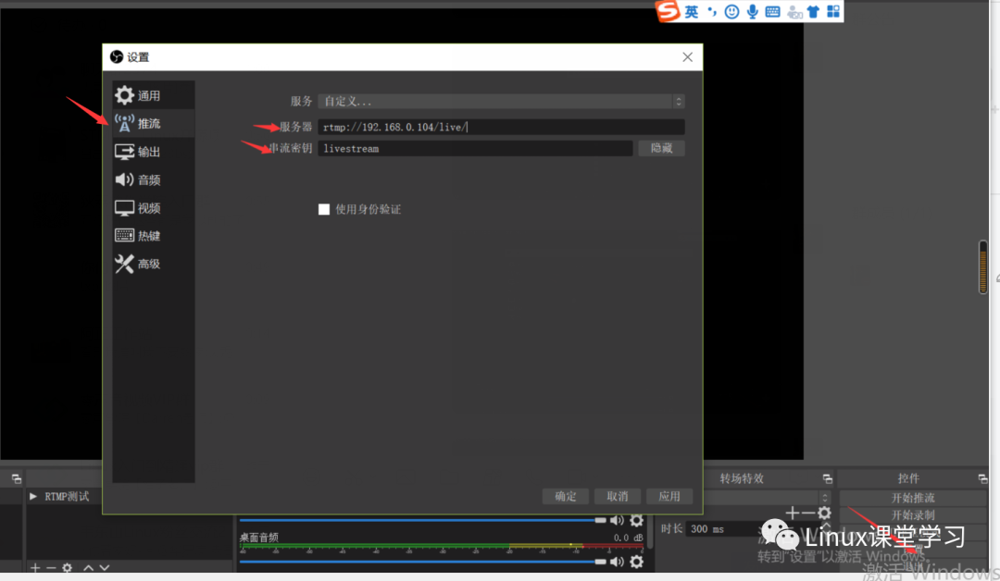 英
设置
通用
推流
输出
音频
视频
热键
高级
服务 自定义...
服务器 rtmp://192.168.0.104/live/
串流密钥 livestream 隐藏
使用身份验证
确定 取消 应用
转场特效 控件
RTMP测试
开始推流
开始录制
时长 300 ms
桌面音频 0.0 dB
Linux课堂学习
转到"设置"以激活 Windows。
激活 Windows